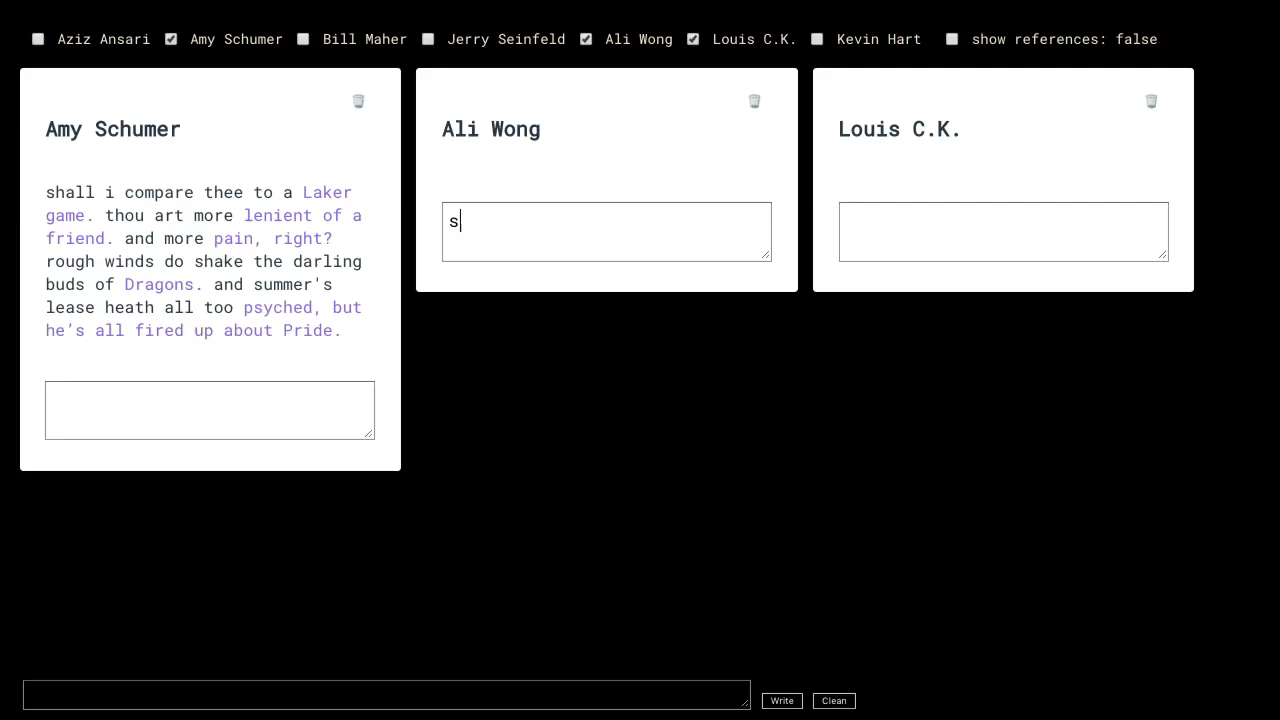 Aziz Ansari Amy Schumer Bill Maher Jerry Seinfeld Ali Wong Louis C.K. Kevin Hart show references: false
Amy Schumer
shall i compare thee to a Laker
game. thou art more lenient of a
friend. and more pain, right?
rough winds do shake the darling
buds of Dragons. and summer's
lease heath all too psyched, but
he’s all fired up about Pride.
Ali Wong
s
Louis C.K.
Write Clean